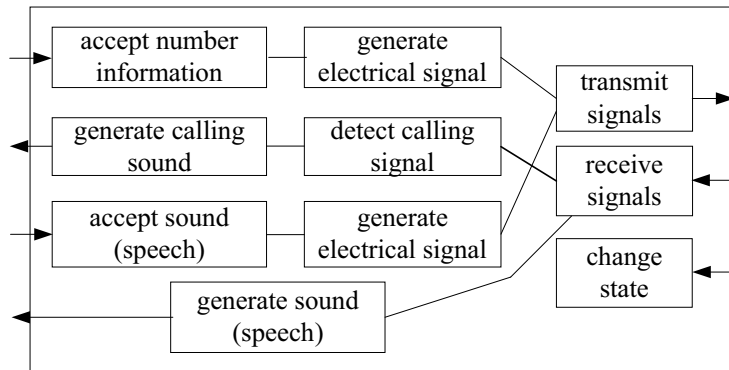 accept number
information
generate
electrical signal
transmit
signals
generate calling
sound
detect calling
signal
receive
signals
accept sound
(speech)
generate
electrical signal
change
state
generate sound
(speech)